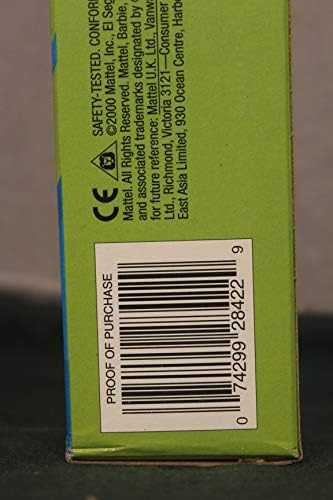 SAFETY-TESTED. CONFORM
©2000 Mattel, Inc., El Seg
Mattel. All Rights Reserved. Mattel, Barbie,
and associated trademarks designated by
for future reference: Mattel U.K. Ltd., Vanw
Ltd., Richmond, Victoria 3121—Consumer
East Asia Limited, 930 Ocean Centre, Harbo
CE
PROOF OF
PURCHASE
0 74299 28422 9